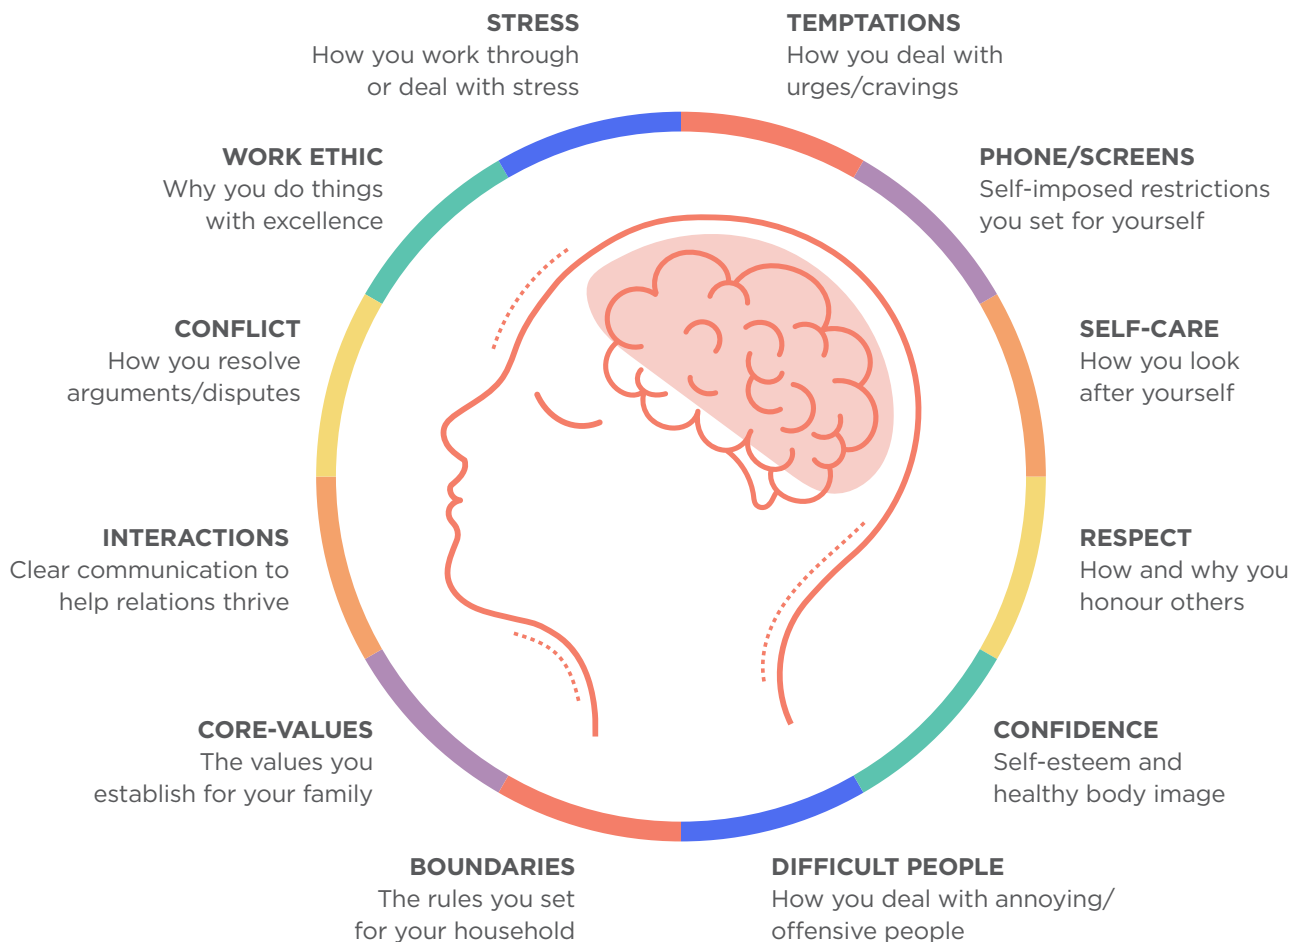 STRESS
How you work through
or deal with stress
TEMPTATIONS
How you deal with
urges/cravings
WORK ETHIC
Why you do things
with excellence
PHONE/SCREENS
Self-imposed restrictions
you set for yourself
CONFLICT
How you resolve
arguments/disputes
SELF-CARE
How you look
after yourself
INTERACTIONS
Clear communication to
help relations thrive
RESPECT
How and why you
honour others
CORE-VALUES
The values you
establish for your family
CONFIDENCE
Self-esteem and
healthy body image
BOUNDARIES
The rules you set
for your household
DIFFICULT PEOPLE
How you deal with annoying/
offensive people